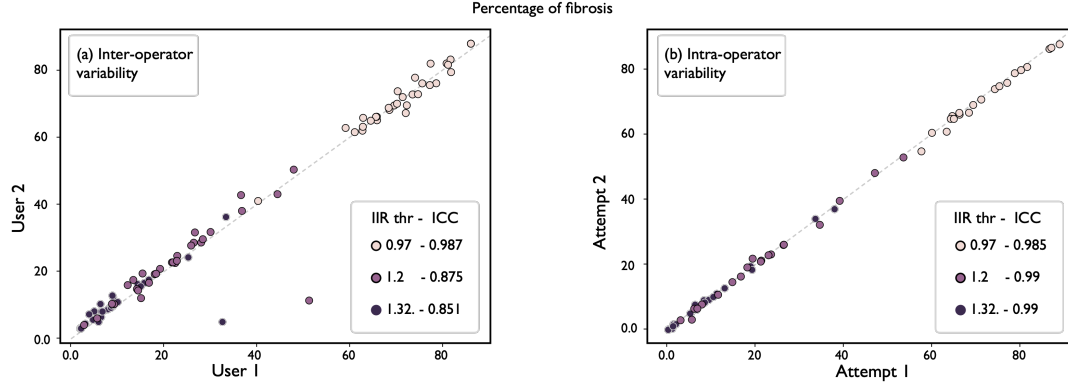 Percentage of fibrosis
(a) Inter-operator
variability
80
60
40
20
0.0
User 2
IIR thr - ICC
0.97 - 0.987
1.2 - 0.875
1.32. - 0.851
0.0 20 40 60 80
User 1
(b) Intra-operator
variability
80
60
40
20
0.0
Attempt 2
IIR thr - ICC
0.97 - 0.985
1.2 - 0.99
1.32. - 0.99
0.0 20 40 60 80
Attempt 1